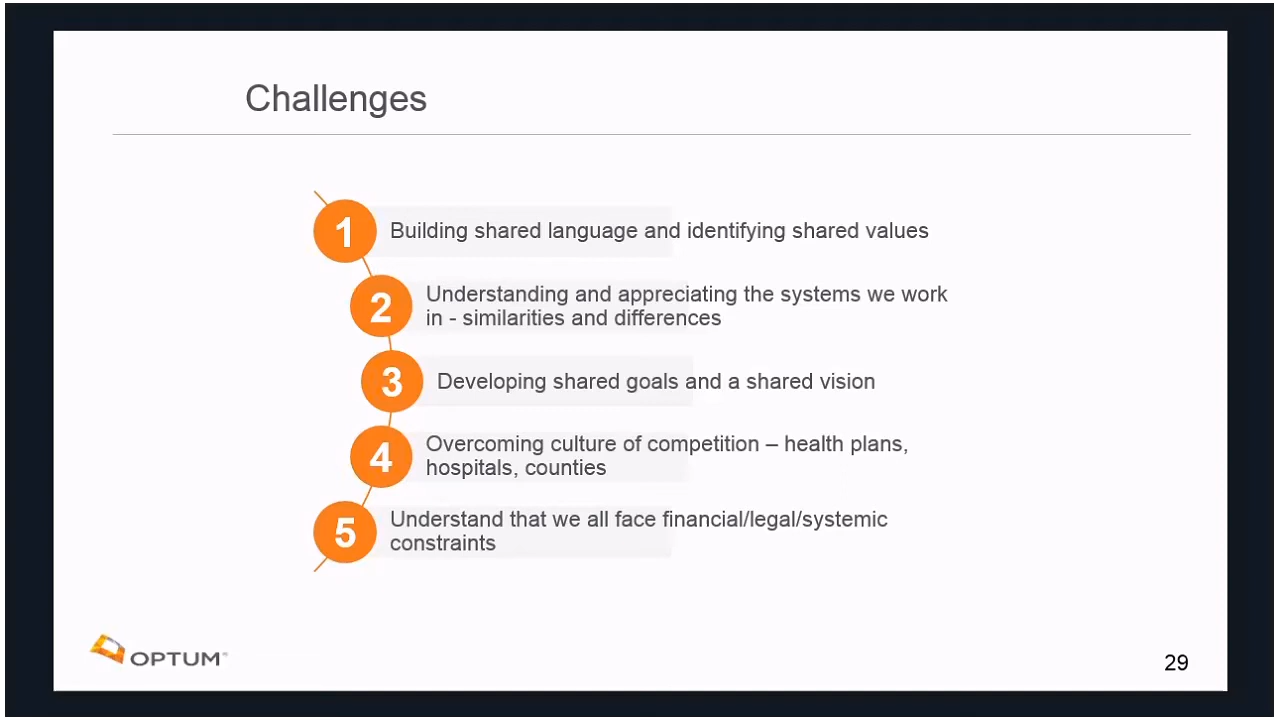 Challenges
1
Building shared language and identifying shared values
2
Understanding and appreciating the systems we work
in - similarities and differences
3
Developing shared goals and a shared vision
4
Overcoming culture of competition – health plans,
hospitals, counties
5
Understand that we all face financial/legal/systemic
constraints
OPTUM®
29